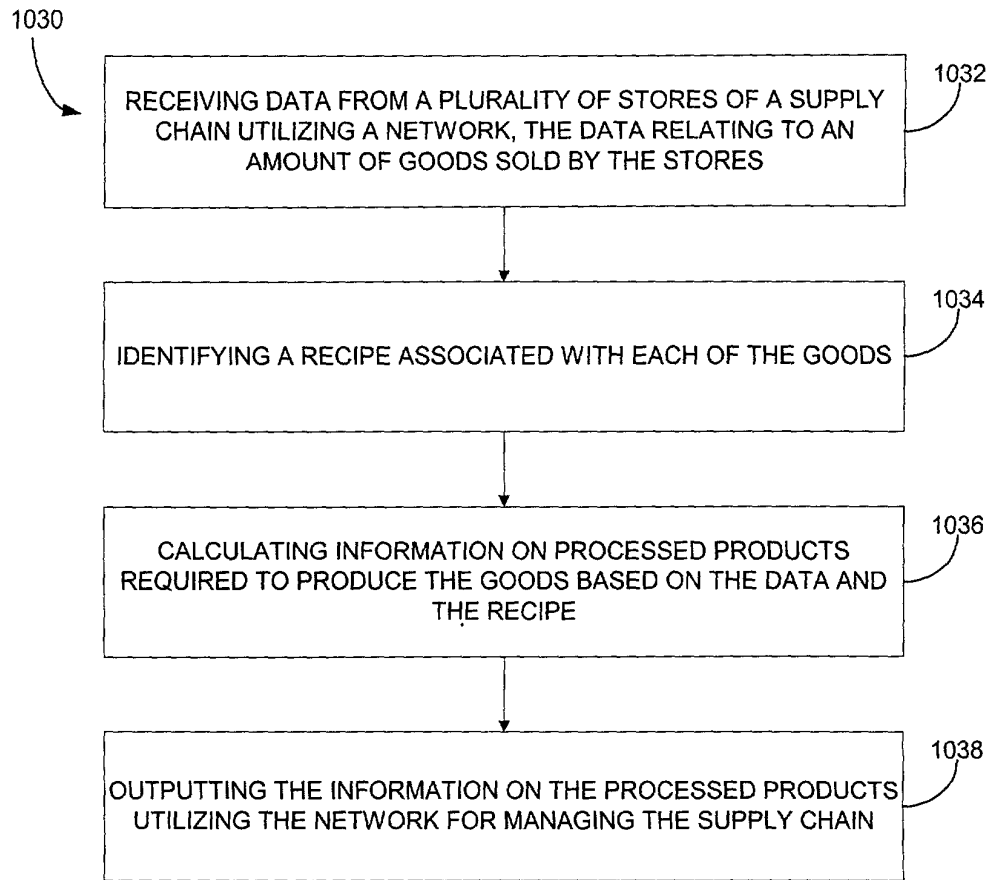 1030
1032
RECEIVING DATA FROM A PLURALITY OF STORES OF A SUPPLY
CHAIN UTILIZING A NETWORK, THE DATA RELATING TO AN
AMOUNT OF GOODS SOLD BY THE STORES
1034
IDENTIFYING A RECIPE ASSOCIATED WITH EACH OF THE GOODS
1036
CALCULATING INFORMATION ON PROCESSED PRODUCTS
REQUIRED TO PRODUCE THE GOODS BASED ON THE DATA AND
THE RECIPE
1038
OUTPUTTING THE INFORMATION ON THE PROCESSED PRODUCTS
UTILIZING THE NETWORK FOR MANAGING THE SUPPLY CHAIN